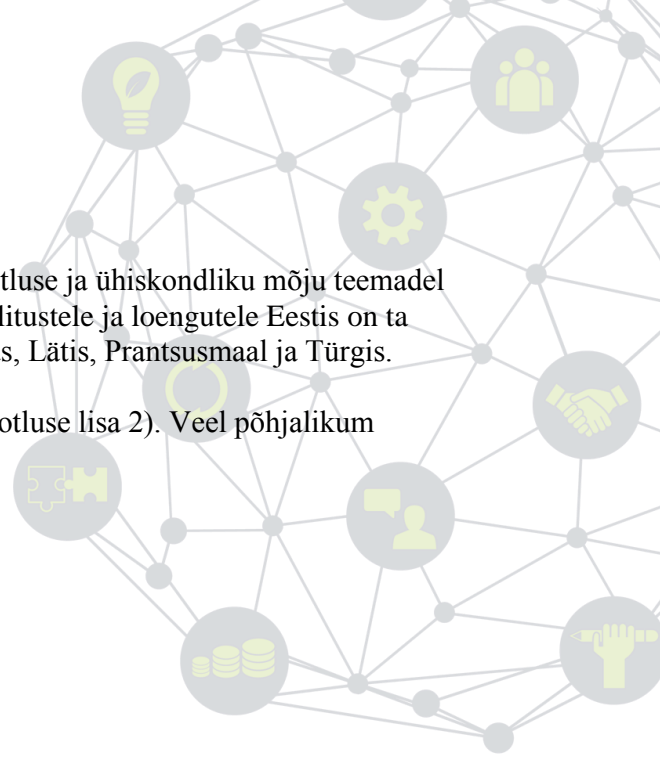 tluse ja ühiskondliku mõju teemadel
litustele ja loengutele Eestis on ta
s, Lätis, Prantsusmaal ja Türgis.
otluse lisa 2). Veel põhjalikum